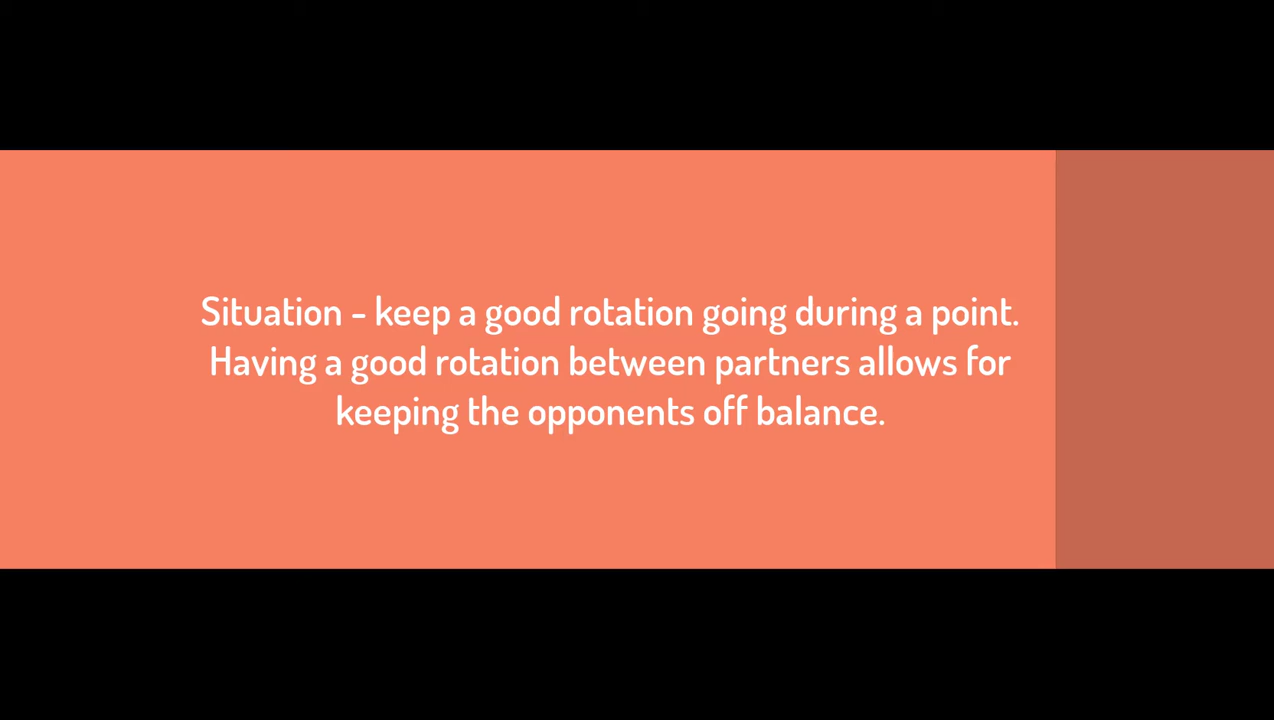 Situation - keep a good rotation going during a point.
Having a good rotation between partners allows for
keeping the opponents off balance.